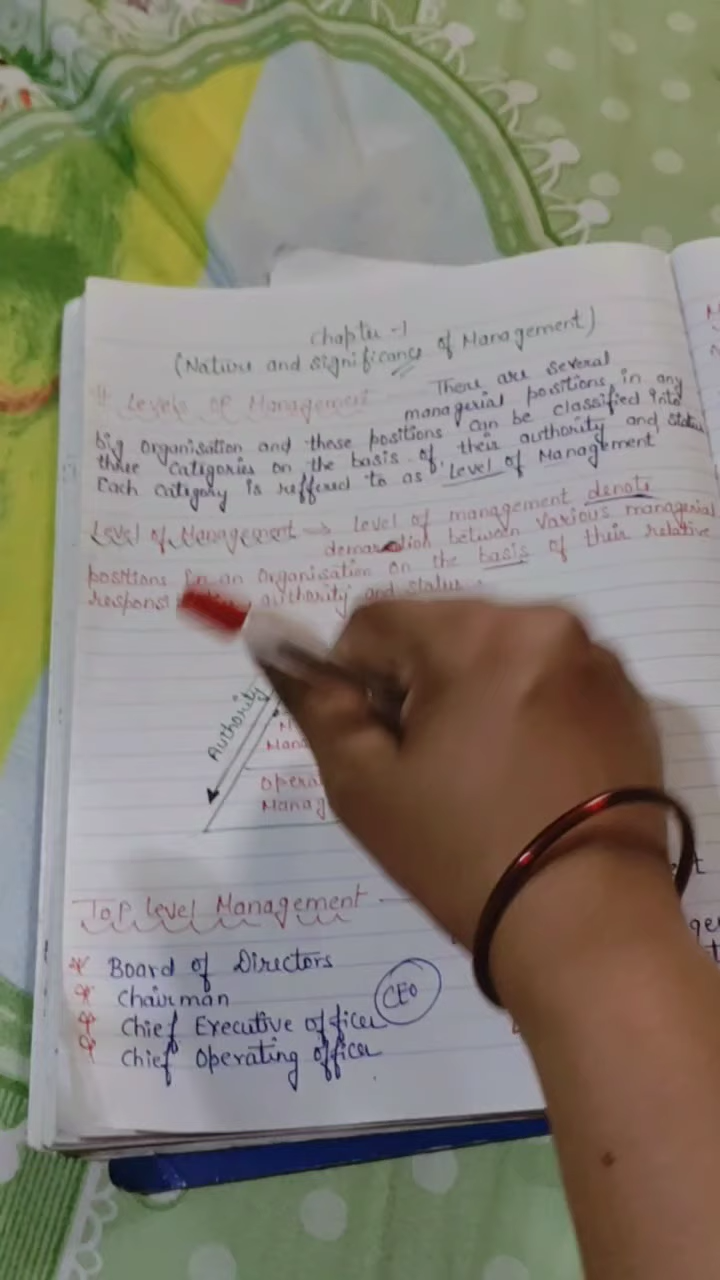 Chapter -1
(Nature and significance of Management)
Levels of Management
There are several
managerial positions in any
big organisation and these positions can be classified into
three categories on the basis of their authority and status
Each category is reffered to as 'Level of Management'
Level of Management → Level of management denote
demarcation between various managerial
positions in an organisation on the basis of their relative
authority and status.
Authority
Top Level Management
Board of Directors
Chairman
CEO
Chief Executive officer
Chief Operating officer